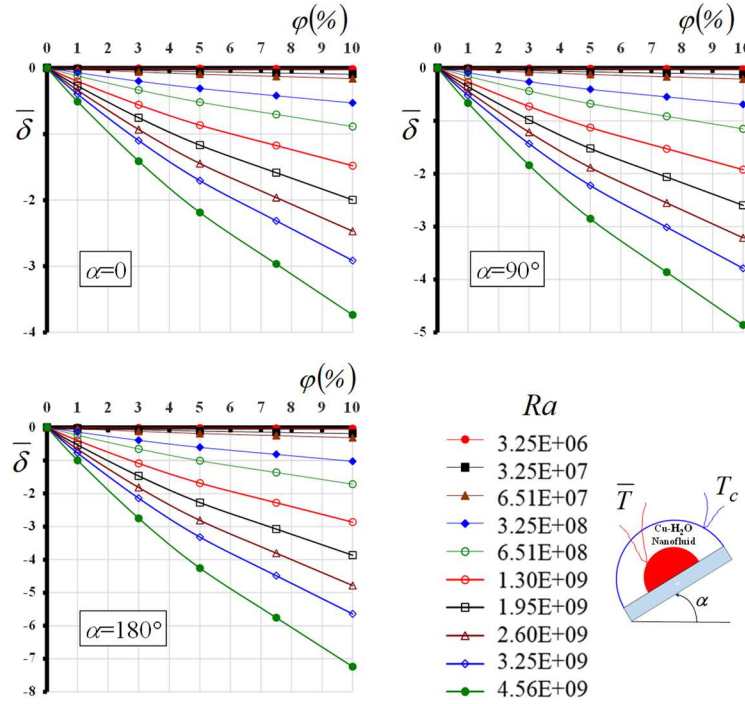 φ(%)
0 1 2 3 4 5 6 7 8 9 10
0
-1
-2
-3
-4
δ̅
α=0
φ(%)
0 1 2 3 4 5 6 7 8 9 10
0
-1
-2
-3
-4
-5
δ̅
α=90°
φ(%)
0 1 2 3 4 5 6 7 8 9 10
0
-1
-2
-3
-4
-5
-6
-7
-8
δ̅
α=180°
Ra
3.25E+06
3.25E+07
6.51E+07
3.25E+08
6.51E+08
1.30E+09
1.95E+09
2.60E+09
3.25E+09
4.56E+09
T̅
T_c
Cu-H₂O
Nanofluid
α